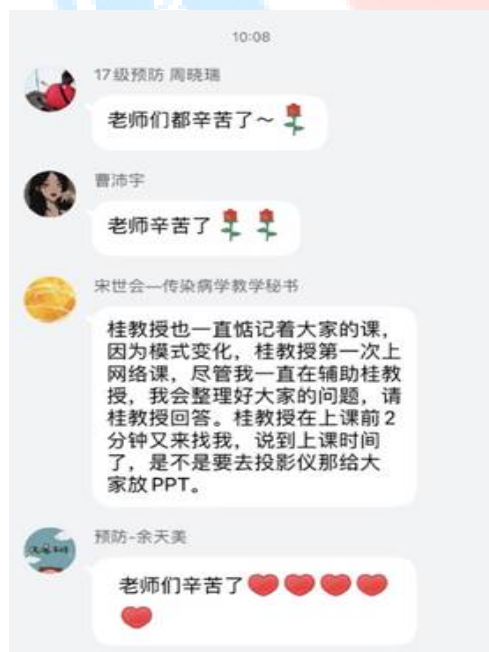 10:08
17级预防 周晓瑞
老师们都辛苦了～
曹沛宇
老师辛苦了
宋世会—传染病学教学秘书
桂教授也一直惦记着大家的课，
因为模式变化，桂教授第一次上
网络课，尽管我一直在辅助桂教
授，我会整理好大家的问题，请
桂教授回答。桂教授在上课前2
分钟又来找我，说到上课时间
了，是不是要去投影仪那给大
家放PPT。
预防-余天美
老师们辛苦了